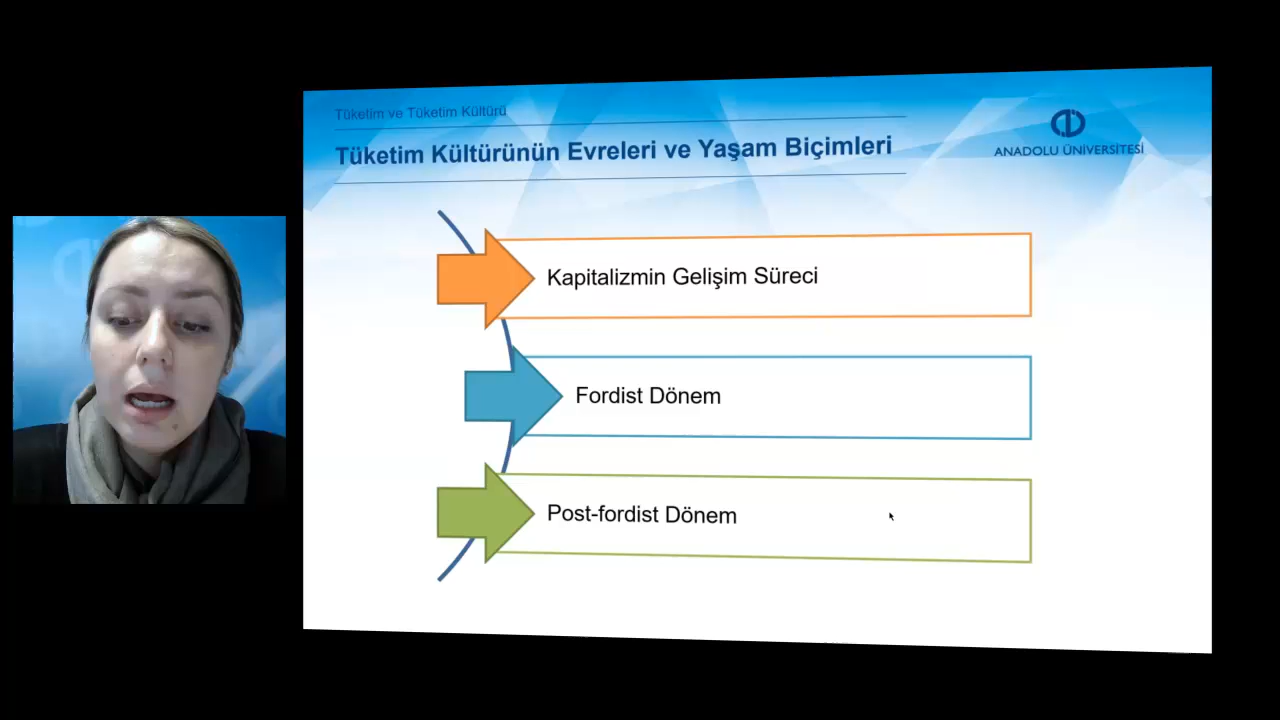 Tüketim ve Tüketim Kültürü
Tüketim Kültürünün Evreleri ve Yaşam Biçimleri
ANADOLU ÜNİVERSİTESİ
Kapitalizmin Gelişim Süreci
Fordist Dönem
Post-fordist Dönem